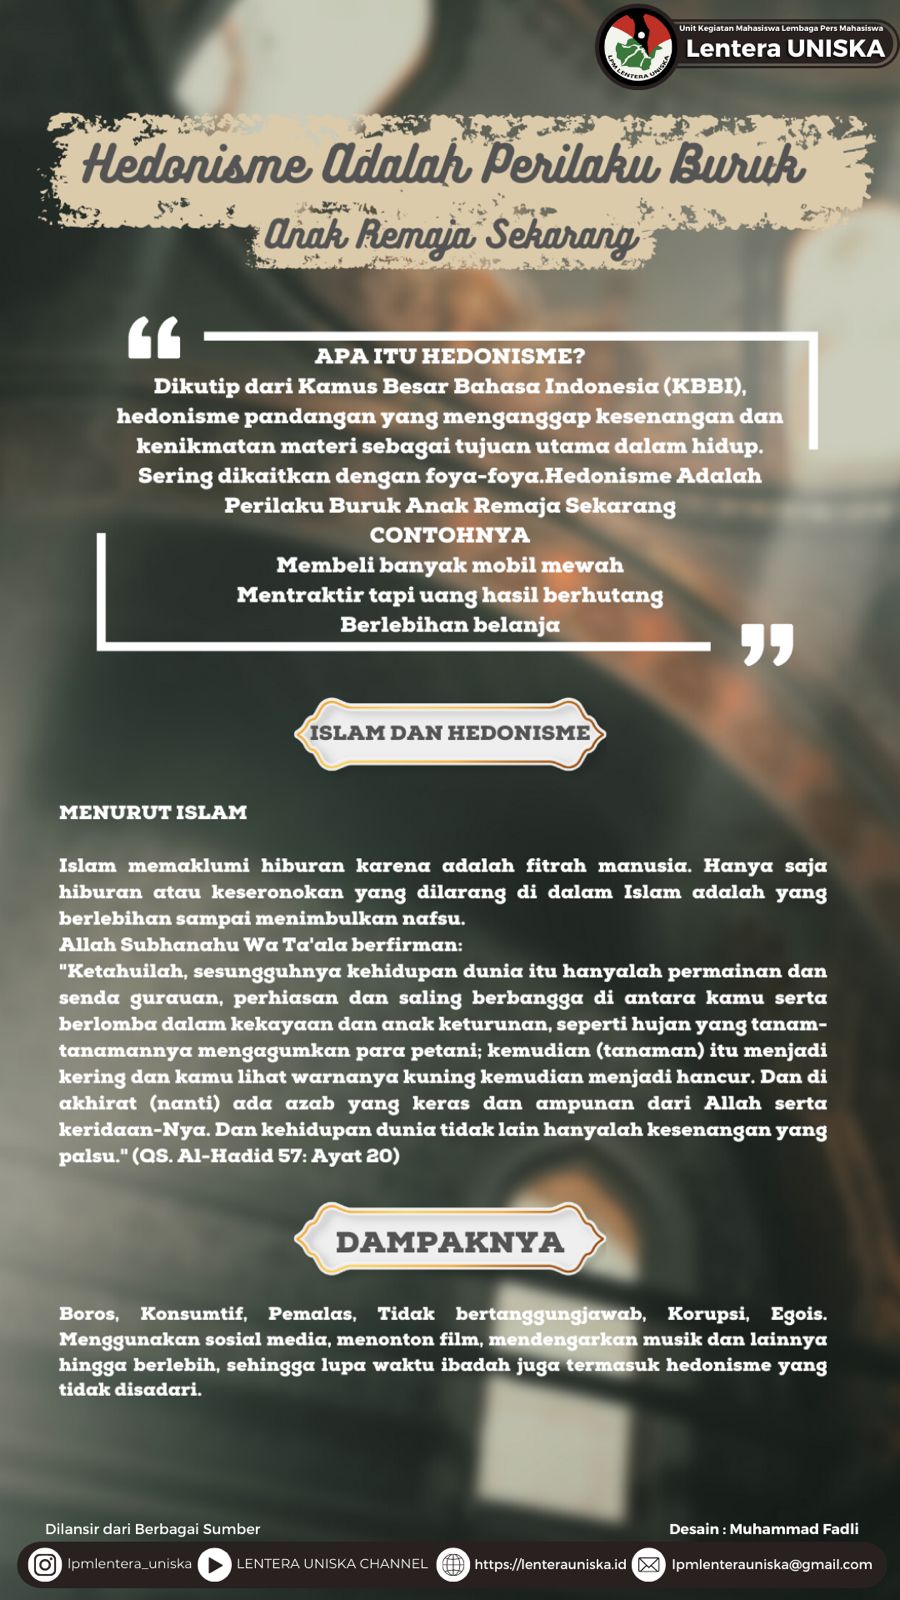 Unit Kegiatan Mahasiswa Lembaga Pers Mahasiswa
Lentera UNISKA
LPM LENTERA UNISKA
Hedonisme Adalah Perilaku Buruk
Anak Remaja Sekarang
APA ITU HEDONISME?
Dikutip dari Kamus Besar Bahasa Indonesia (KBBI),
hedonisme pandangan yang menganggap kesenangan dan
kenikmatan materi sebagai tujuan utama dalam hidup.
Sering dikaitkan dengan foya-foya.Hedonisme Adalah
Perilaku Buruk Anak Remaja Sekarang
CONTOHNYA
Membeli banyak mobil mewah
Mentraktir tapi uang hasil berhutang
Berlebihan belanja
ISLAM DAN HEDONISME
MENURUT ISLAM
Islam memaklumi hiburan karena adalah fitrah manusia. Hanya saja
hiburan atau keseronokan yang dilarang di dalam Islam adalah yang
berlebihan sampai menimbulkan nafsu.
Allah Subhanahu Wa Ta'ala berfirman:
"Ketahuilah, sesungguhnya kehidupan dunia itu hanyalah permainan dan
senda gurauan, perhiasan dan saling berbangga di antara kamu serta
berlomba dalam kekayaan dan anak keturunan, seperti hujan yang tanam-
tanamannya mengagumkan para petani; kemudian (tanaman) itu menjadi
kering dan kamu lihat warnanya kuning kemudian menjadi hancur. Dan di
akhirat (nanti) ada azab yang keras dan ampunan dari Allah serta
keridaan-Nya. Dan kehidupan dunia tidak lain hanyalah kesenangan yang
palsu." (QS. Al-Hadid 57: Ayat 20)
DAMPAKNYA
Boros, Konsumtif, Pemalas, Tidak bertanggungjawab, Korupsi, Egois.
Menggunakan sosial media, menonton film, mendengarkan musik dan lainnya
hingga berlebih, sehingga lupa waktu ibadah juga termasuk hedonisme yang
tidak disadari.
Dilansir dari Berbagai Sumber
Desain : Muhammad Fadli
lpmlentera_uniska
LENTERA UNISKA CHANNEL
https://lenterauniska.id
lpmlenterauniska@gmail.com